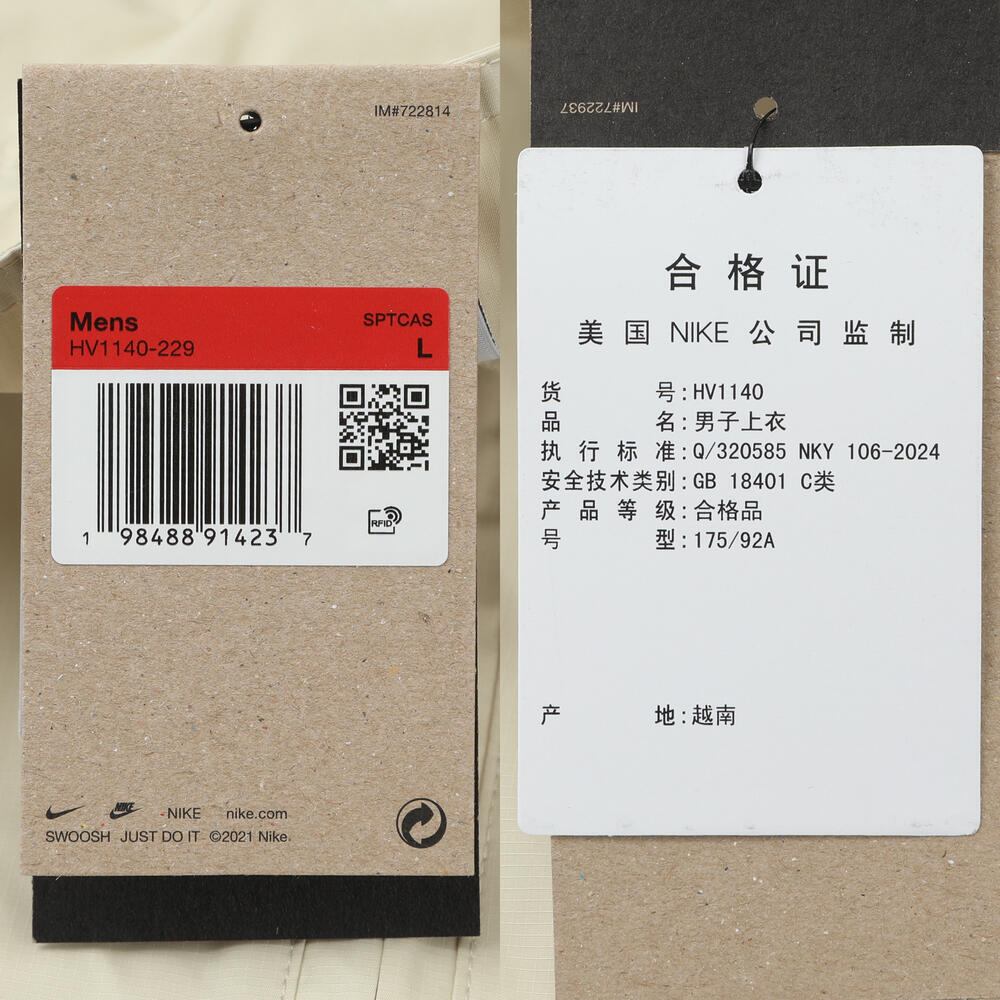 IM#722814
Mens
SPTCAS
HV1140-229
L
RFID
1 98488 91423 7
NIKE
NIKE nike.com
SWOOSH JUST DO IT ©2021 Nike.
IM#722937
合格证
美国 NIKE 公司监制
货号:HV1140
品名:男子上衣
执行标准:Q/320585 NKY 106-2024
安全技术类别:GB 18401 C类
产品等级:合格品
号型:175/92A
产地:越南